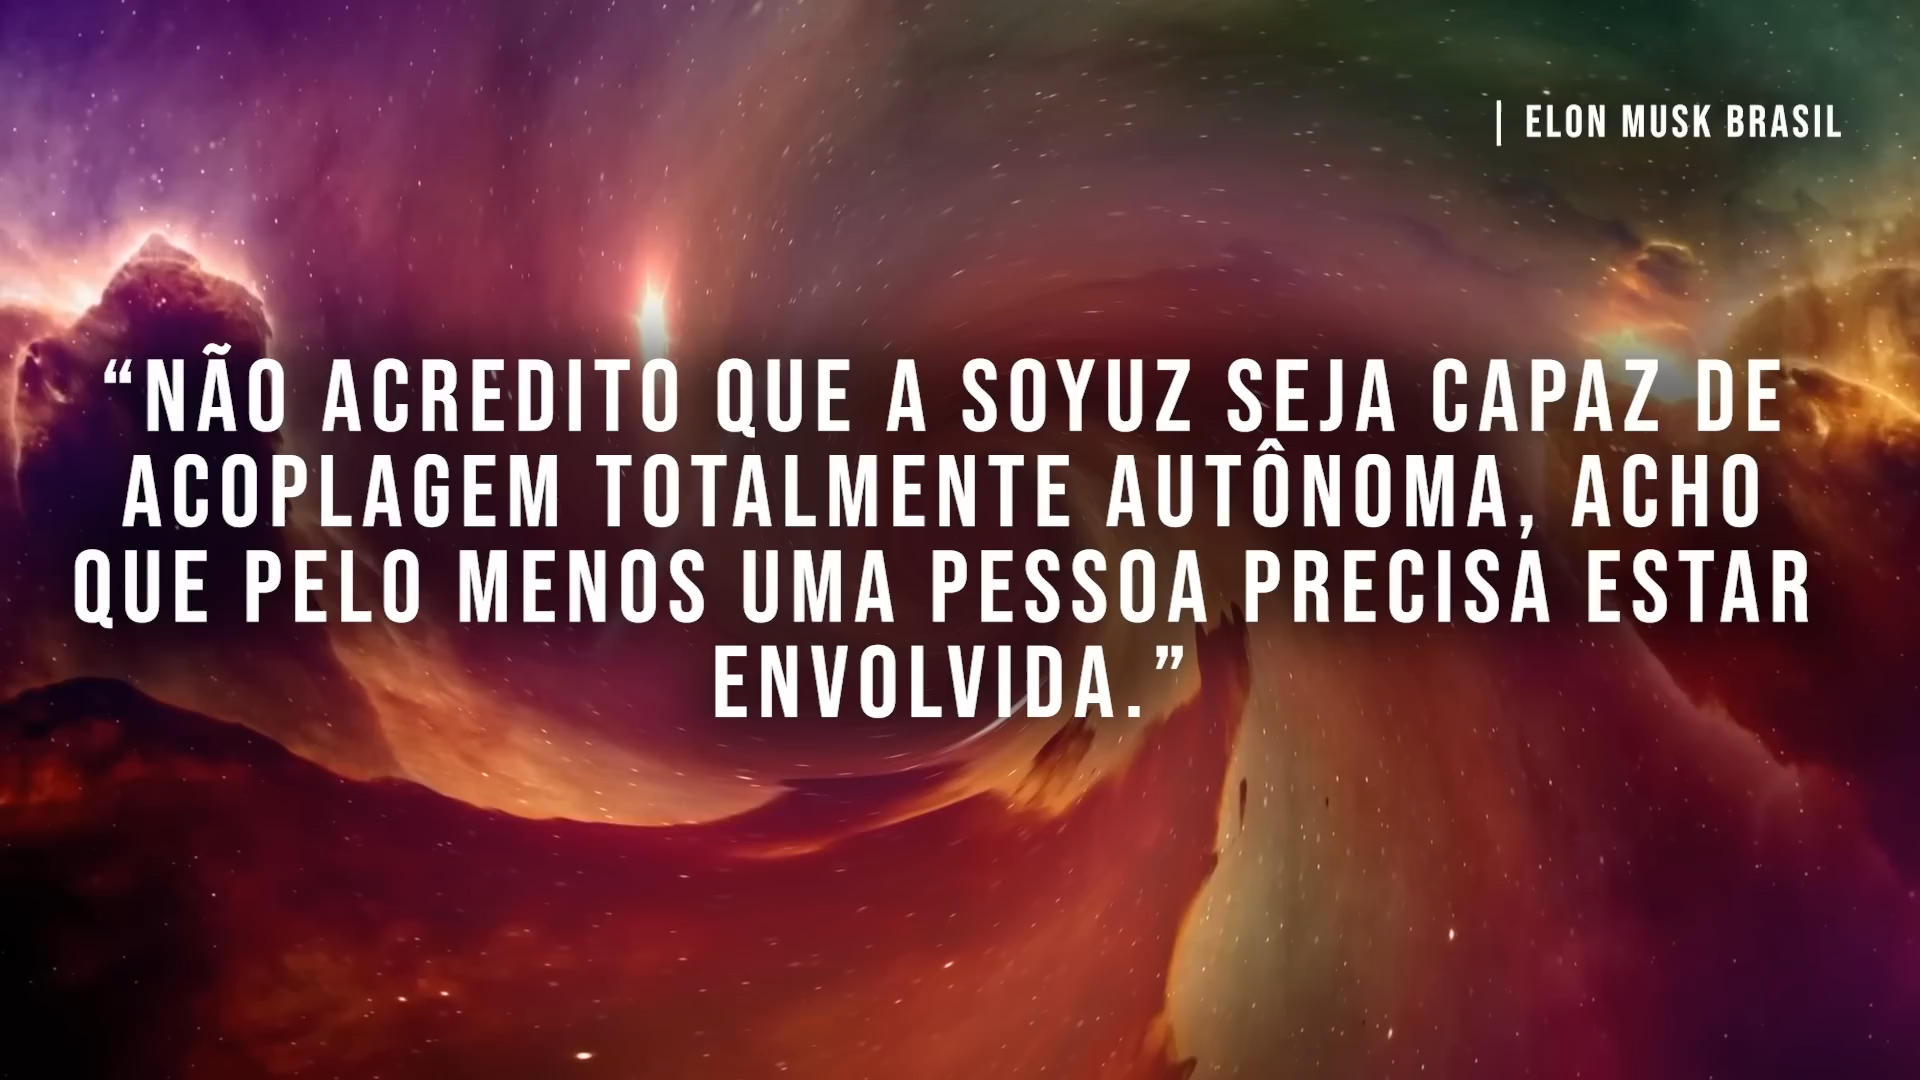 | ELON MUSK BRASIL
“NÃO ACREDITO QUE A SOYUZ SEJA CAPAZ DE
ACOPLAGEM TOTALMENTE AUTÔNOMA, ACHO
QUE PELO MENOS UMA PESSOA PRECISA ESTAR
ENVOLVIDA.”